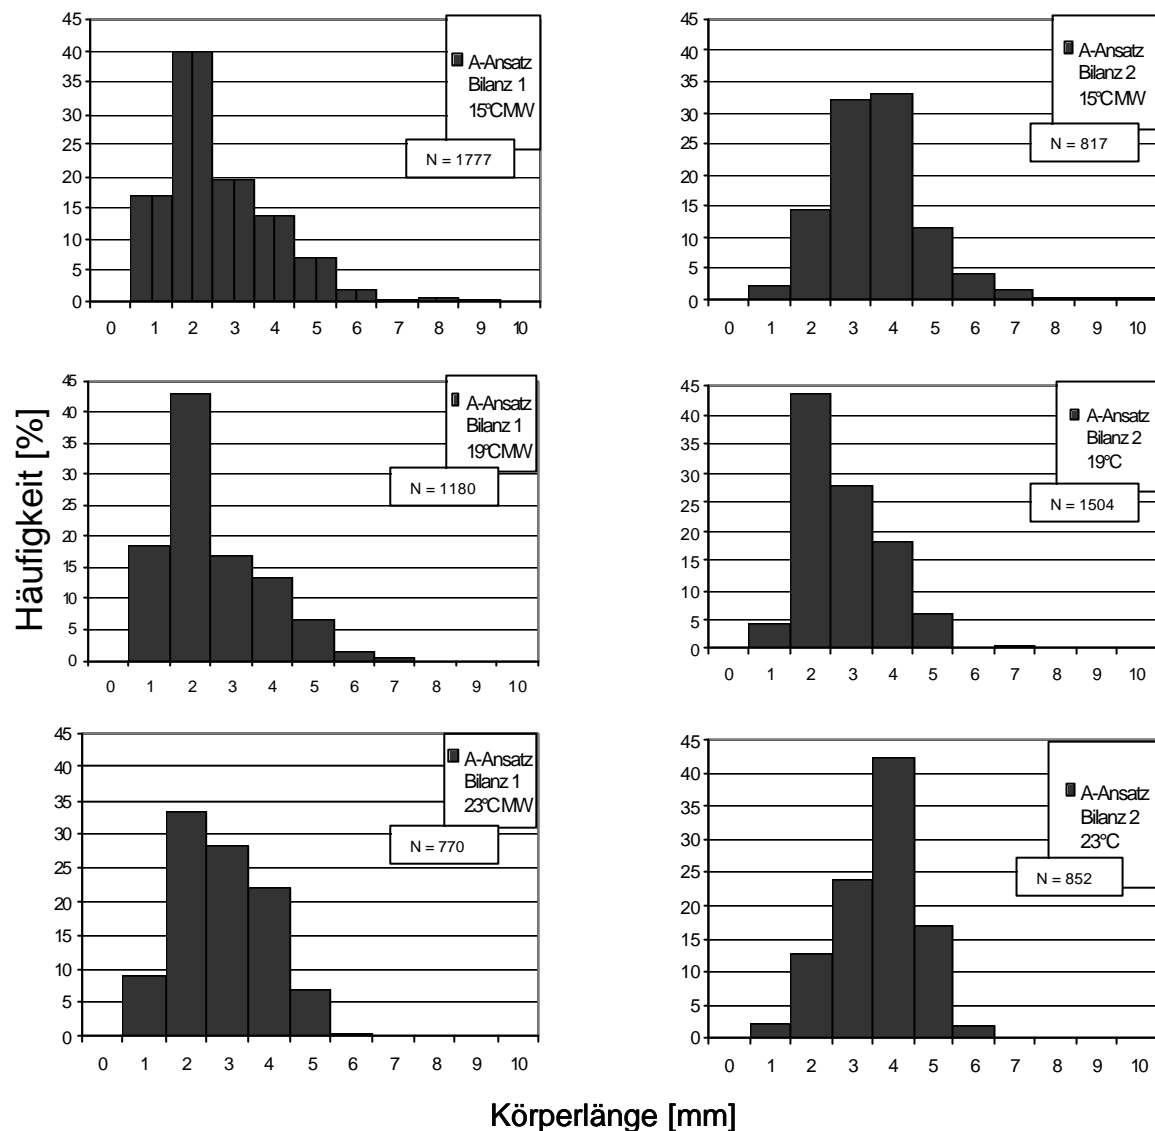 45
40
35
30
25
20
15
10
5
0
0 1 2 3 4 5 6 7 8 9 10
A-Ansatz
Bilanz 1
15°CMW
N = 1777
45
40
35
30
25
20
15
10
5
0
0 1 2 3 4 5 6 7 8 9 10
A-Ansatz
Bilanz 2
15°CMW
N = 817
Häufigkeit [%]
45
40
35
30
25
20
15
10
5
0
0 1 2 3 4 5 6 7 8 9 10
A-Ansatz
Bilanz 1
19°CMW
N = 1180
45
40
35
30
25
20
15
10
5
0
0 1 2 3 4 5 6 7 8 9 10
A-Ansatz
Bilanz 2
19°C
N = 1504
45
40
35
30
25
20
15
10
5
0
0 1 2 3 4 5 6 7 8 9 10
A-Ansatz
Bilanz 1
23°CMW
N = 770
45
40
35
30
25
20
15
10
5
0
0 1 2 3 4 5 6 7 8 9 10
A-Ansatz
Bilanz 2
23°C
N = 852
Körperlänge [mm]